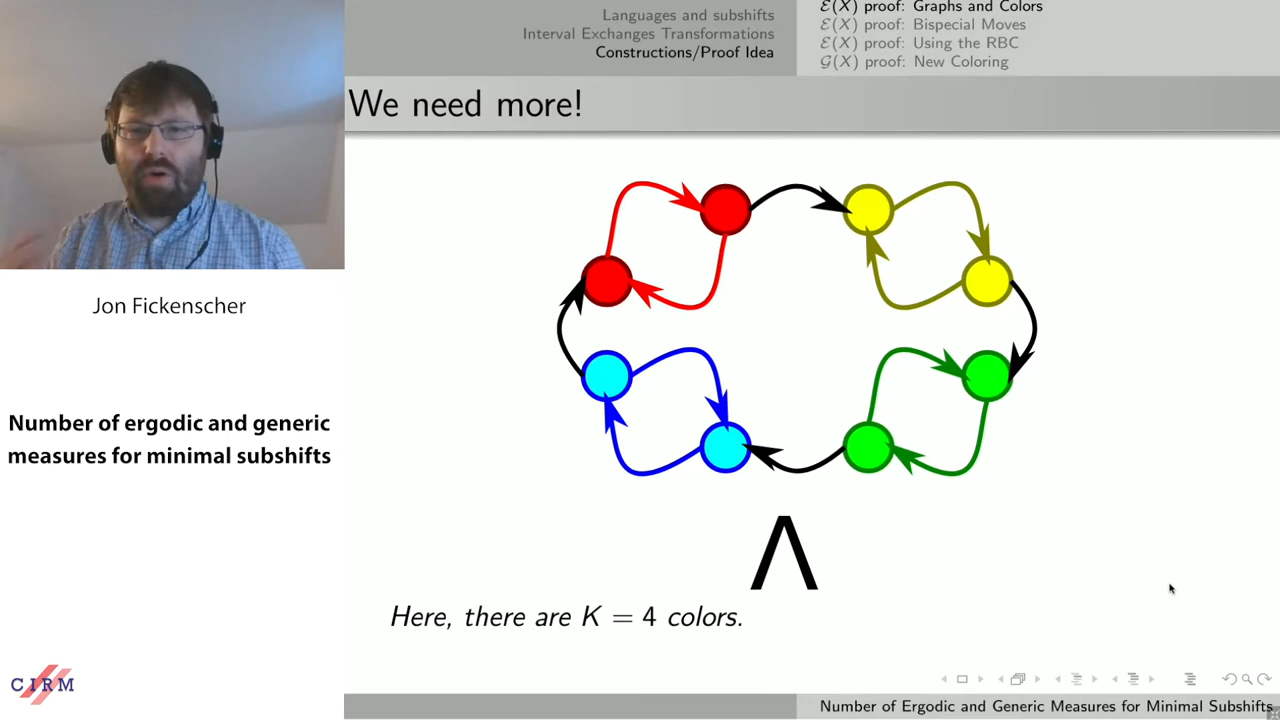 Languages and subshifts
Interval Exchanges Transformations
Constructions/Proof Idea
ℰ(X) proof: Graphs and Colors
ℰ(X) proof: Bispecial Moves
ℰ(X) proof: Using the RBC
𝒢(X) proof: New Coloring
We need more!
Jon Fickenscher
Number of ergodic and generic
measures for minimal subshifts
Λ
Here, there are K = 4 colors.
CIRM
Number of Ergodic and Generic Measures for Minimal Subshifts